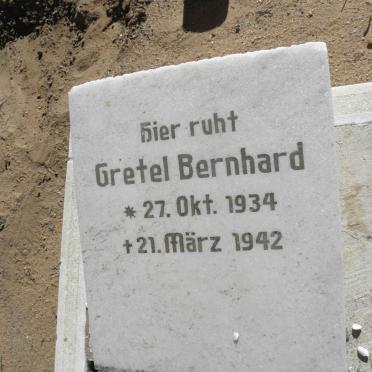 Hier ruht
Gretel Bernhard
* 27. Okt. 1934
+ 21. März 1942